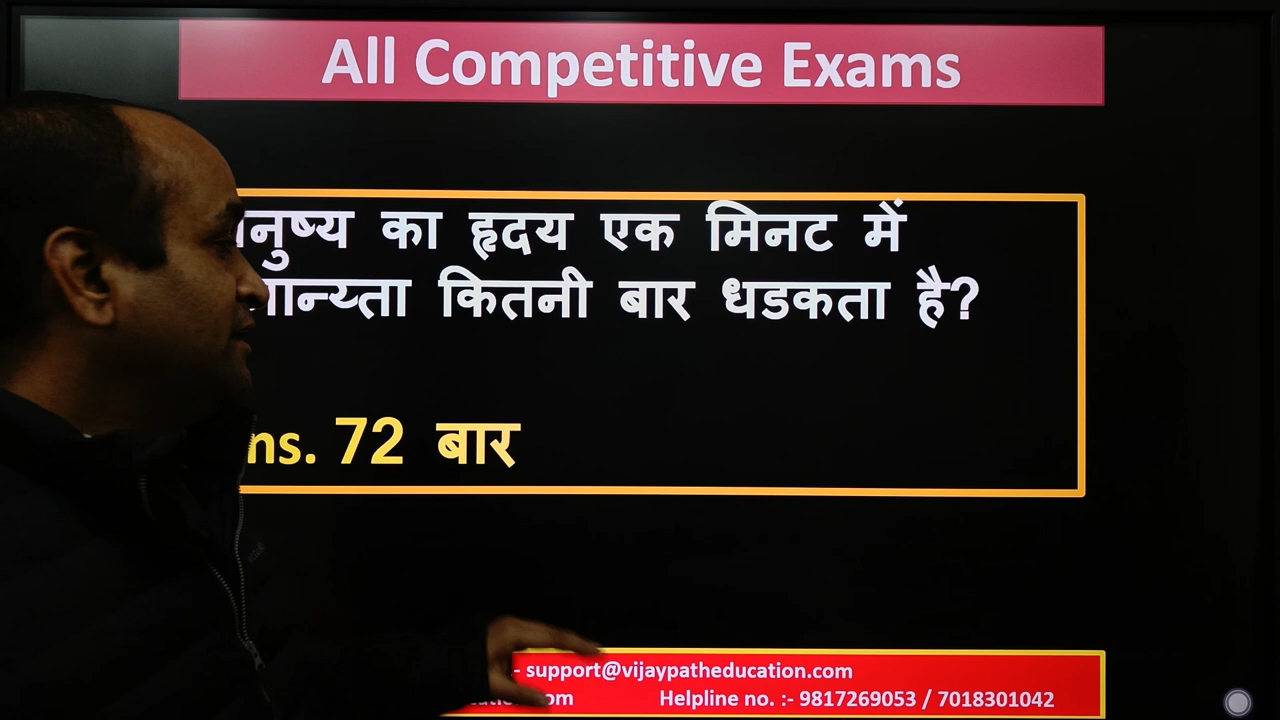 All Competitive Exams
का हृदय एक मिनट में
कितनी बार धडकता है?
72 बार
- support@vijaypatheducation.com
Helpline no. :- 9817269053 / 7018301042